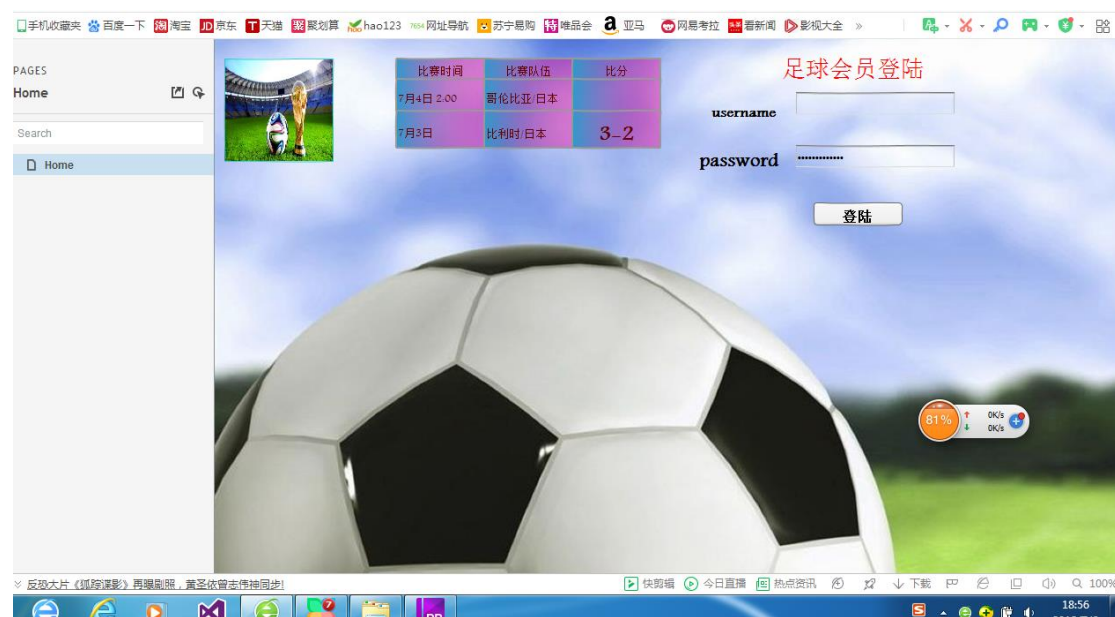 手机收藏夹 百度一下 淘宝 京东 天猫 聚划算 hao123 网址导航 苏宁易购 唯品会 亚马 网易考拉 看新闻 影视大全 »
PAGES
Home
Search
Home
比赛时间 比赛队伍 比分
7月4日 2:00 哥伦比亚/日本
7月3日 比利时/日本 3-2
足球会员登陆
username
password
登陆
81% 0K/s
0K/s
反恐大片《狐踪谍影》再曝剧照，黄圣依曾志伟神同步!
快剪辑 今日直播 热点资讯 下载 100%
18:56